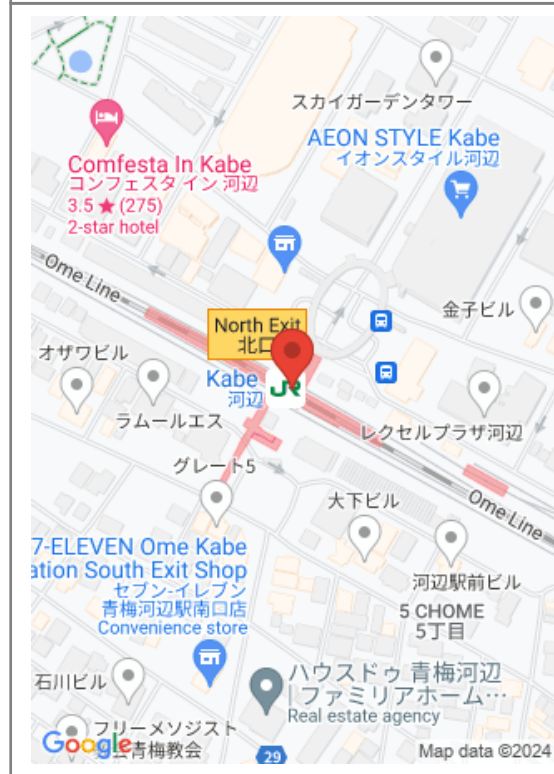 スカイガーデンタワー
AEON STYLE Kabe
イオンスタイル河辺
Comfesta In Kabe
コンフェスタ イン 河辺
3.5 ★ (275)
2-star hotel
Ome Line
North Exit
北口
金子ビル
オザワビル
Kabe
河辺
JR
ラムールエス
レクセルプラザ河辺
グレート5
大下ビル
Ome Line
7-ELEVEN Ome Kabe
ation South Exit Shop
セブン-イレブン
青梅河辺駅南口店
Convenience store
河辺駅前ビル
5 CHOME
5丁目
石川ビル
ハウスドゥ 青梅河辺
| ファミリアホーム…
Real estate agency
フリーメソジスト
青梅教会
Google
29
Map data ©2024